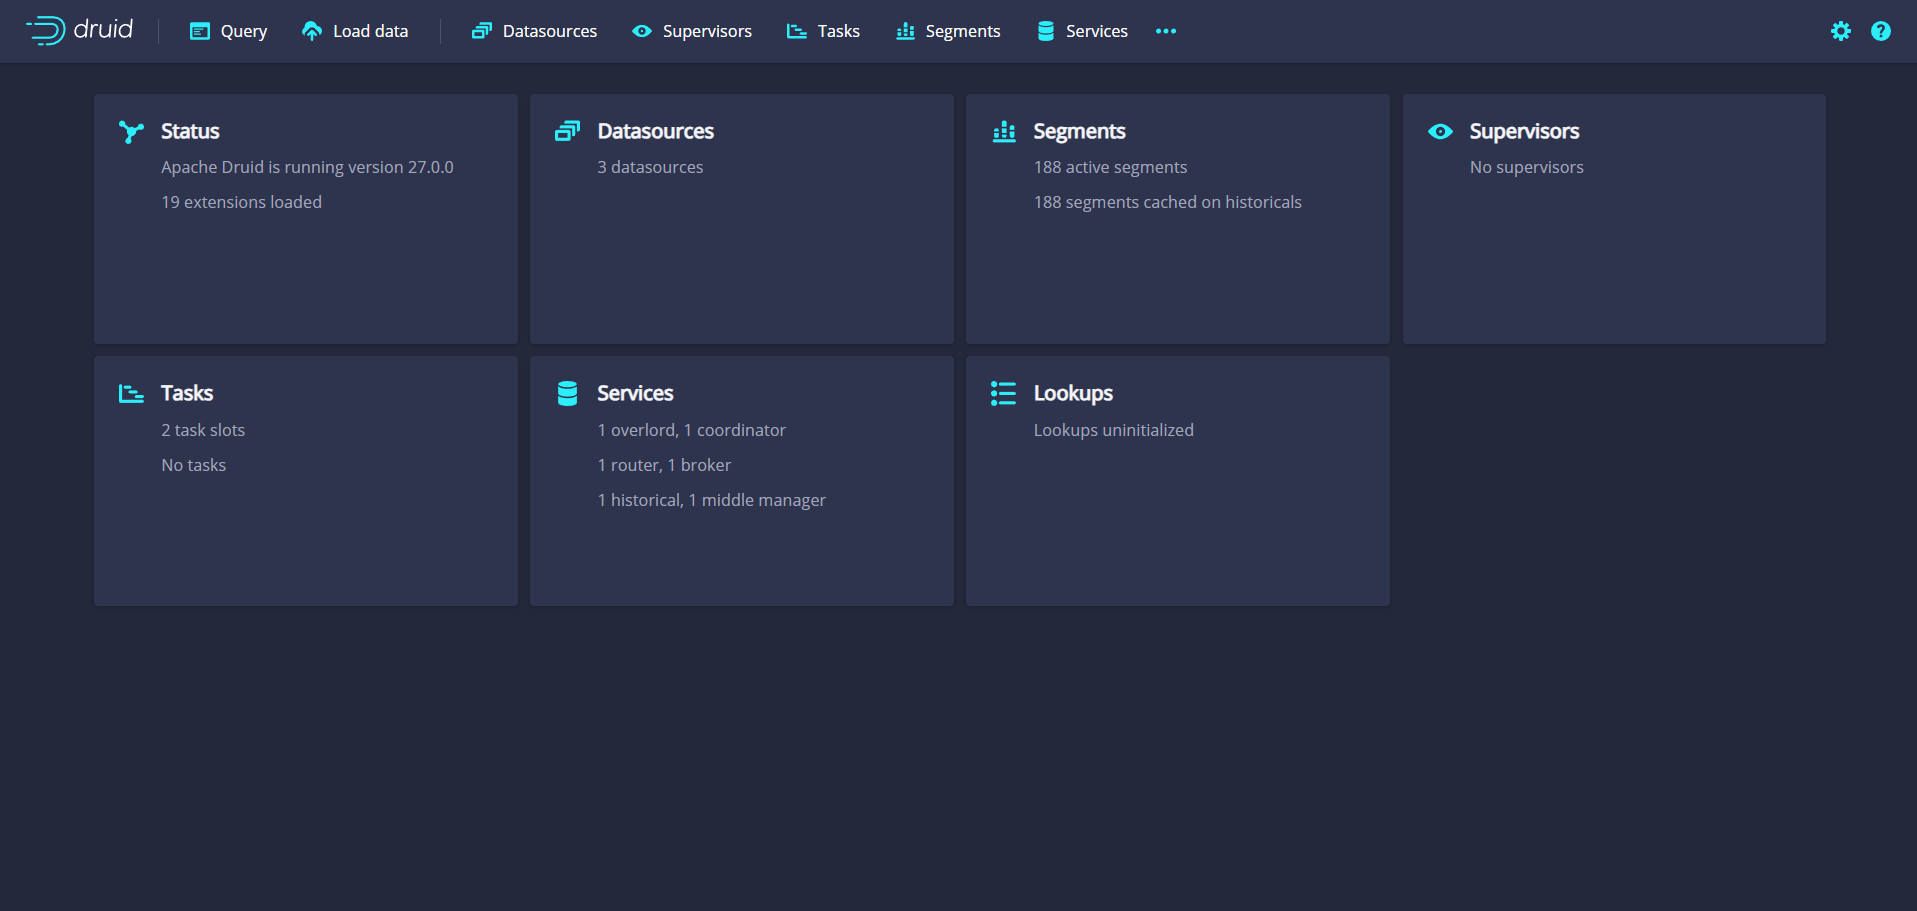 druid
Query
Load data
Datasources
Supervisors
Tasks
Segments
Services
Status
Apache Druid is running version 27.0.0
19 extensions loaded
Datasources
3 datasources
Segments
188 active segments
188 segments cached on historicals
Supervisors
No supervisors
Tasks
2 task slots
No tasks
Services
1 overlord, 1 coordinator
1 router, 1 broker
1 historical, 1 middle manager
Lookups
Lookups uninitialized